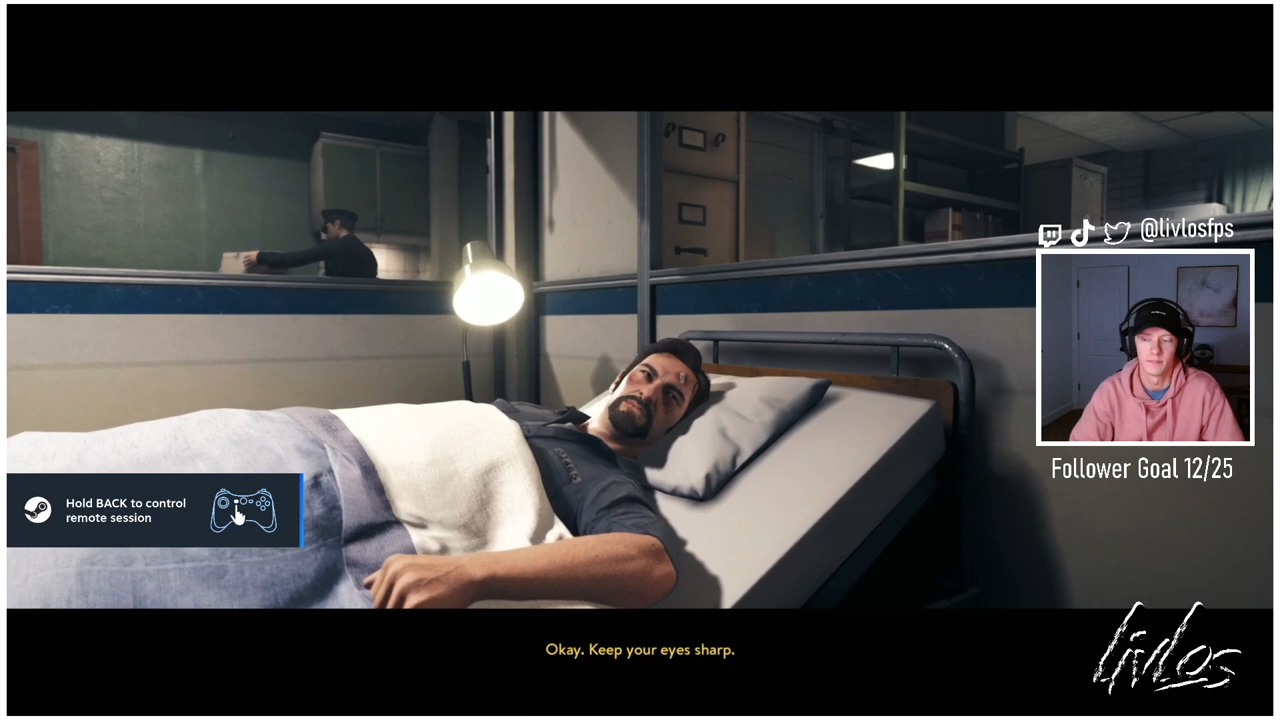 @livlosfps
Follower Goal 12/25
Hold BACK to control
remote session
Okay. Keep your eyes sharp.
livlos